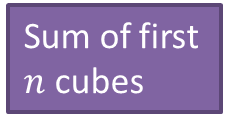 Sum of first
n cubes